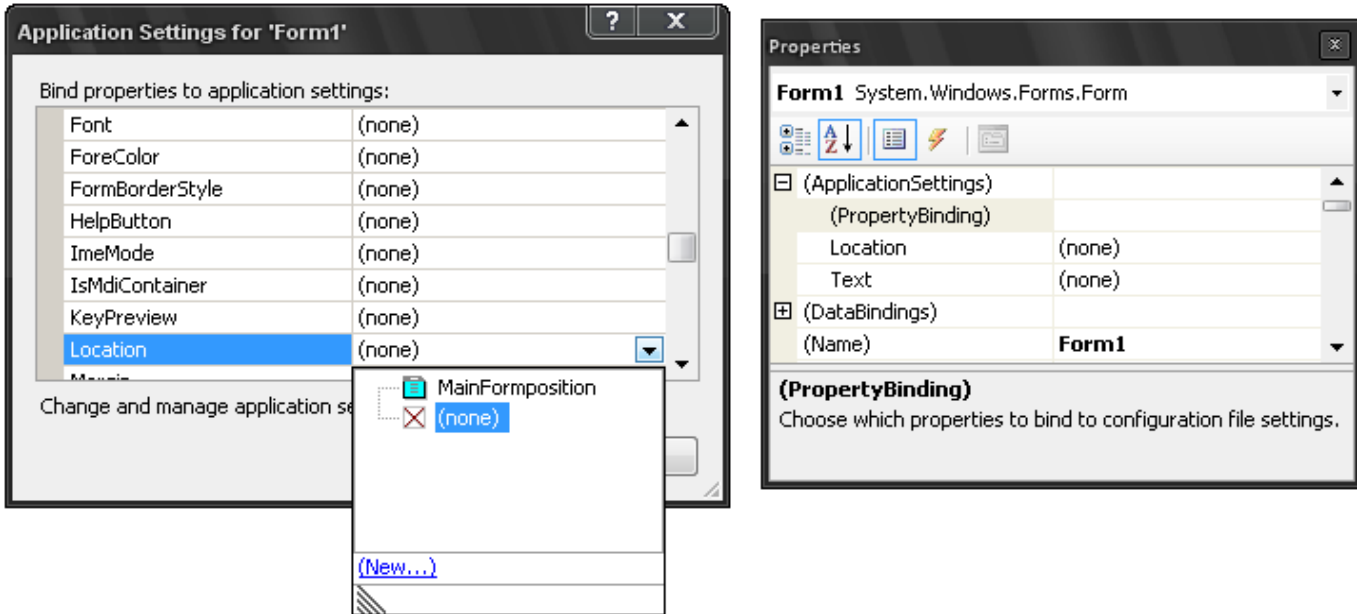 Application Settings for 'Form1'
?
x
Bind properties to application settings:
Font (none)
ForeColor (none)
FormBorderStyle (none)
HelpButton (none)
ImeMode (none)
IsMdiContainer (none)
KeyPreview (none)
Location (none)
MainFormposition
(none)
Change and manage application se
(New...)
Properties
x
Form1 System.Windows.Forms.Form
A
Z
(ApplicationSettings)
(PropertyBinding)
Location (none)
Text (none)
(DataBindings)
(Name) Form1
(PropertyBinding)
Choose which properties to bind to configuration file settings.